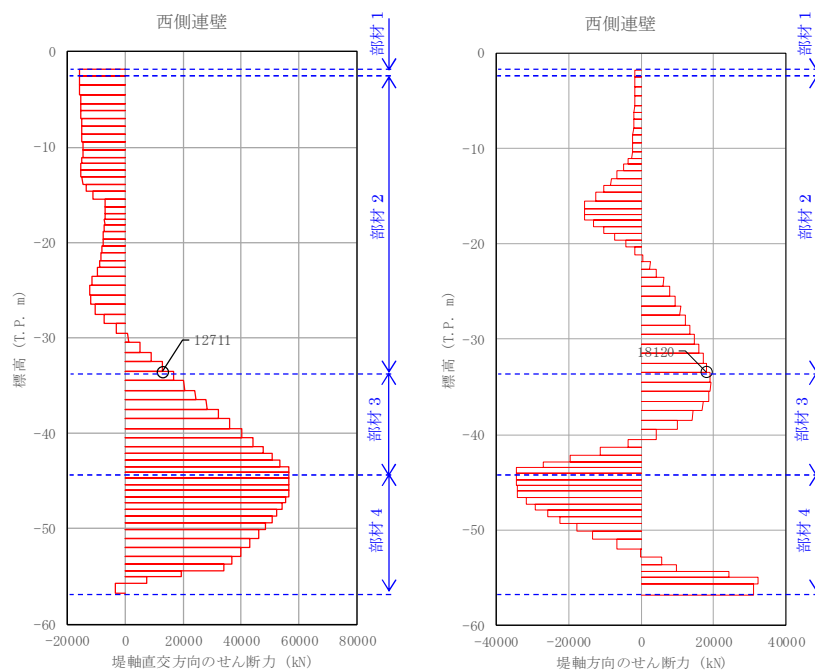 西側連壁
0
-10
-20
-30
-40
-50
-60
標高 (T.P. m)
-20000 0 20000 40000 60000 80000
堤軸直交方向のせん断力 (kN)
12711
部材 1
部材 2
部材 3
部材 4
西側連壁
0
-10
-20
-30
-40
-50
-60
標高 (T.P. m)
-40000 -20000 0 20000 40000
堤軸方向のせん断力 (kN)
18120
部材 1
部材 2
部材 3
部材 4